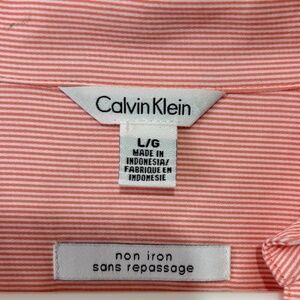 Calvin Klein
L/G
MADE IN
INDONESIA/
FABRIQUE EN
INDONESIE
non iron
sans repassage